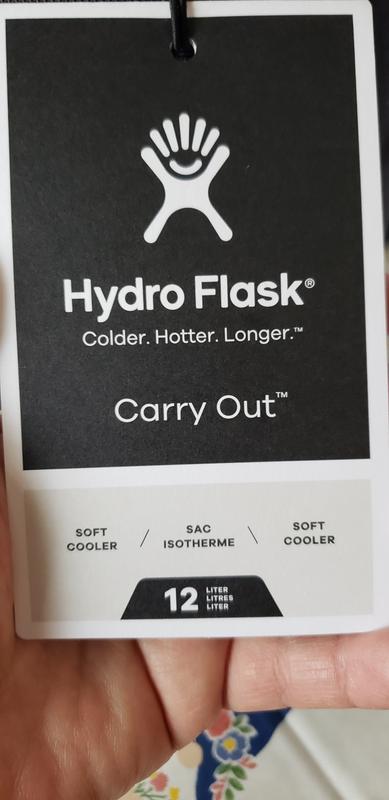 Hydro Flask®
Colder. Hotter. Longer.™
Carry Out™
SOFT COOLER / SAC ISOTHERME \ SOFT COOLER
12 LITER LITRES LITER